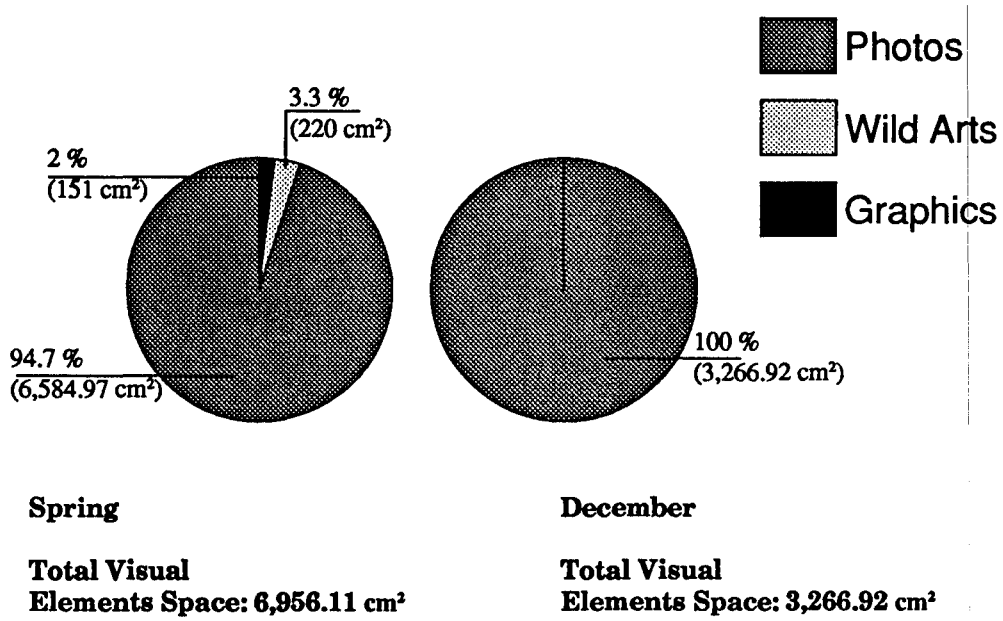 Photos
Wild Arts
Graphics
3.3 %
(220 cm²)
2 %
(151 cm²)
94.7 %
(6,584.97 cm²)
100 %
(3,266.92 cm²)
Spring
Total Visual
Elements Space: 6,956.11 cm²
December
Total Visual
Elements Space: 3,266.92 cm²